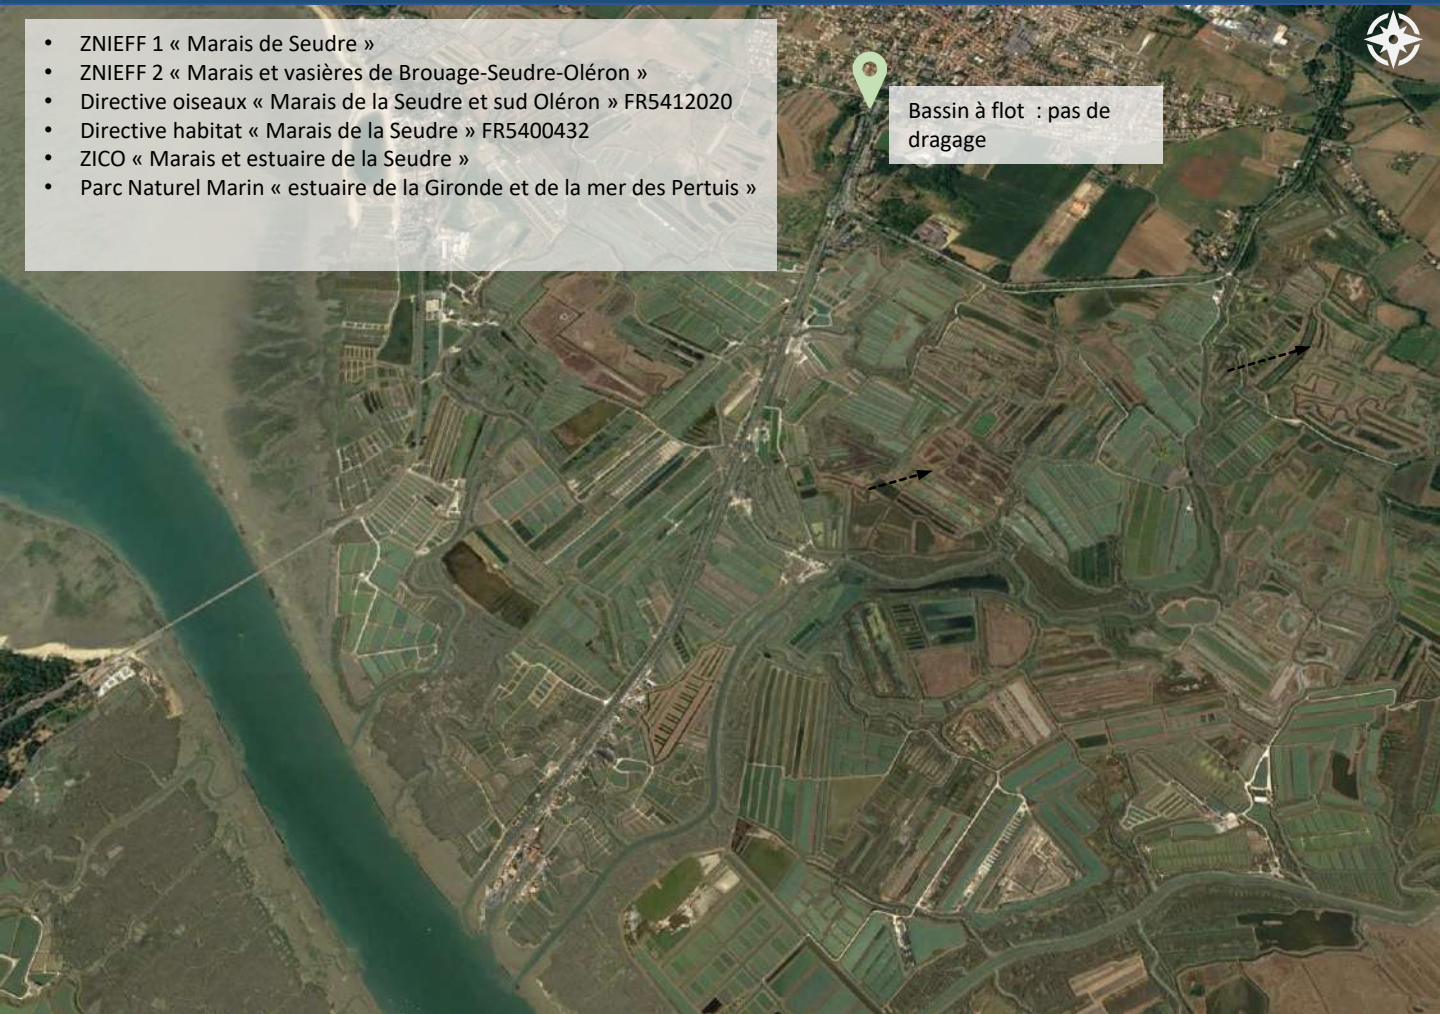 • ZNIEFF 1 « Marais de Seudre »
• ZNIEFF 2 « Marais et vasières de Brouage-Seudre-Oléron »
• Directive oiseaux « Marais de la Seudre et sud Oléron » FR5412020
• Directive habitat « Marais de la Seudre » FR5400432
• ZICO « Marais et estuaire de la Seudre »
• Parc Naturel Marin « estuaire de la Gironde et de la mer des Pertuis »
Bassin à flot : pas de
dragage